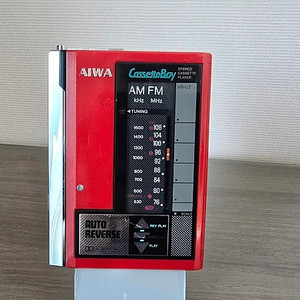 AIWA
CassetteBoy
STEREO
CASSETTE
PLAYER
AM FM
kHz MHz
TUNING
1600 108
1400 104
1200 100
1000 96
92
800 88
600 80
530 76
SCALE
AUTO
REVERSE
REV PLAY
PLAY